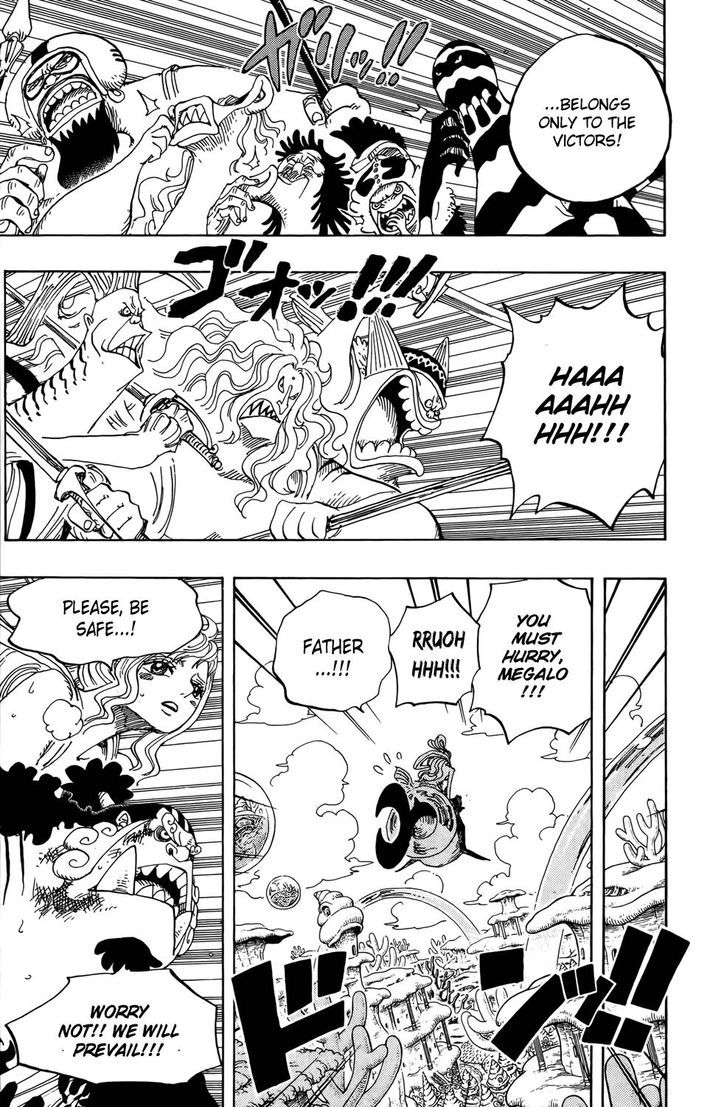 ...BELONGS
ONLY TO THE
VICTORS!
ザリッ!!
ゴオッ!!!
HAAA
AAAHH
HHH!!!
YOU
MUST
HURRY,
MEGALO
!!!
RRUOH
HHH!!!
FATHER
...!!!
ドンッ!!
PLEASE, BE
SAFE...!
WORRY
NOT!! WE WILL
PREVAIL!!!